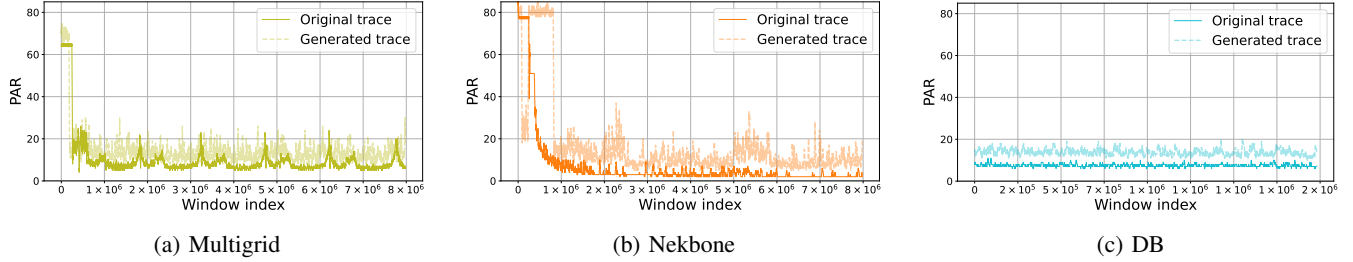 80
60
40
20
0
PAR
Original trace
Generated trace
0 1×10⁶ 2×10⁶ 3×10⁶ 4×10⁶ 5×10⁶ 6×10⁶ 7×10⁶ 8×10⁶
Window index
(a) Multigrid
80
60
40
20
0
PAR
Original trace
Generated trace
0 1×10⁶ 2×10⁶ 3×10⁶ 4×10⁶ 5×10⁶ 6×10⁶ 7×10⁶ 8×10⁶
Window index
(b) Nekbone
80
60
40
20
0
PAR
Original trace
Generated trace
0 2×10⁵ 5×10⁵ 7×10⁵ 1×10⁶ 1×10⁶ 1×10⁶ 2×10⁶
Window index
(c) DB